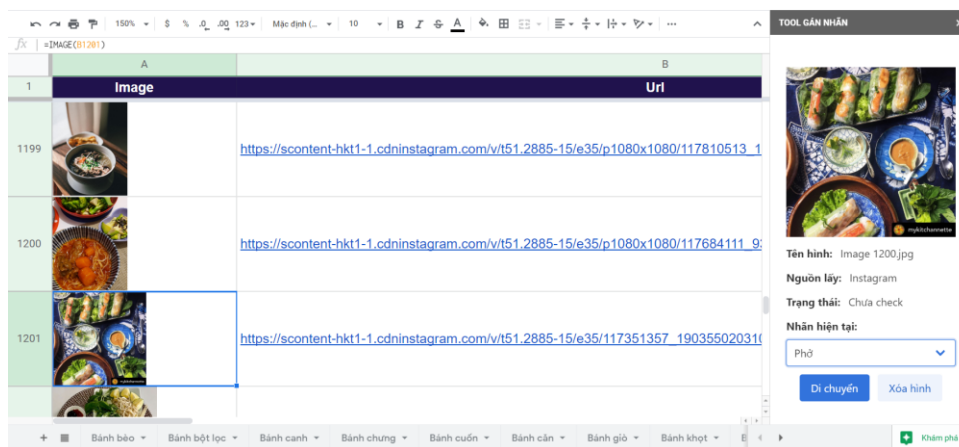 150% $ % .0 .00 123 Mặc định (... 10 B I S A ...
TOOL GÁN NHÃN
fx =IMAGE(B1201)
A B
1 Image Url
1199 https://scontent-hkt1-1.cdninstagram.com/v/t51.2885-15/e35/p1080x1080/117810513_1
1200 https://scontent-hkt1-1.cdninstagram.com/v/t51.2885-15/e35/p1080x1080/117684111_9
1201 https://scontent-hkt1-1.cdninstagram.com/v/t51.2885-15/e35/117351357_190355020310
mykitchannette
Tên hình: Image 1200.jpg
Nguồn lấy: Instagram
Trạng thái: Chưa check
Nhãn hiện tại:
Phở
Di chuyển Xóa hình
Bánh bèo Bánh bột lọc Bánh canh Bánh chưng Bánh cuốn Bánh căn Bánh giò Bánh khọt
Khám phá